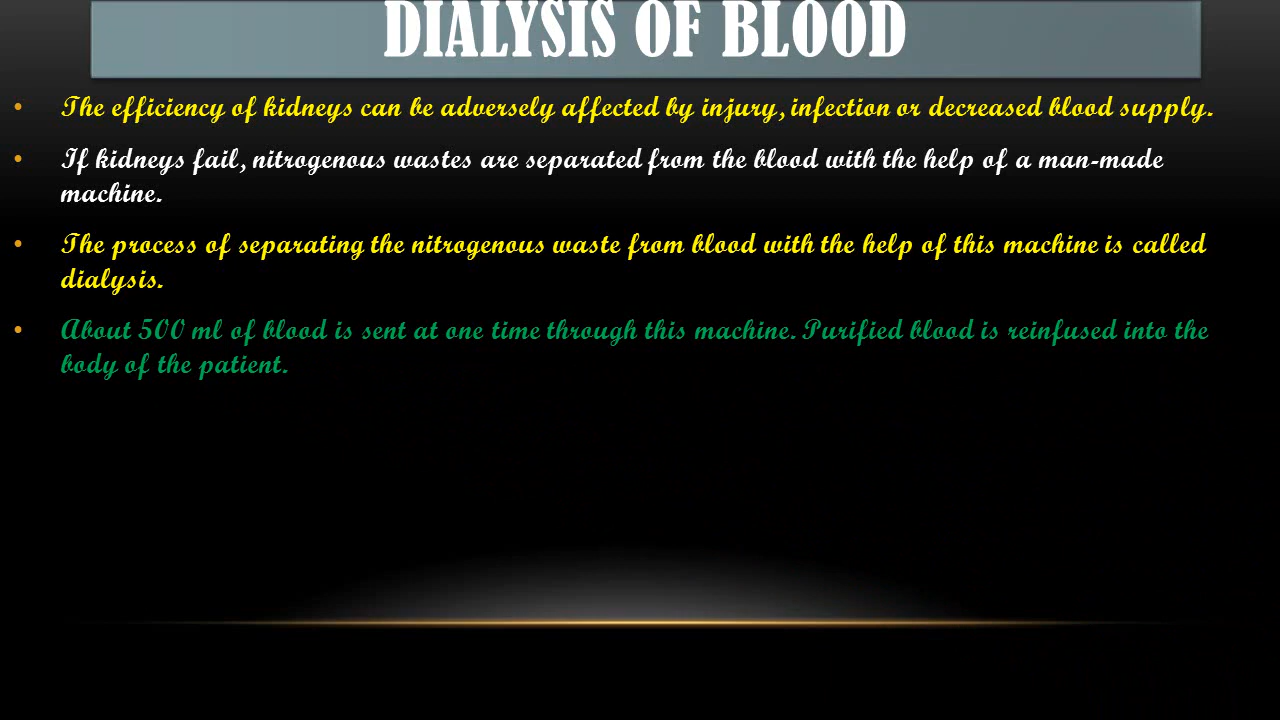 DIALYSIS OF BLOOD
• The efficiency of kidneys can be adversely affected by injury, infection or decreased blood supply.
• If kidneys fail, nitrogenous wastes are separated from the blood with the help of a man-made
machine.
• The process of separating the nitrogenous waste from blood with the help of this machine is called
dialysis.
• About 500 ml of blood is sent at one time through this machine. Purified blood is reinfused into the
body of the patient.